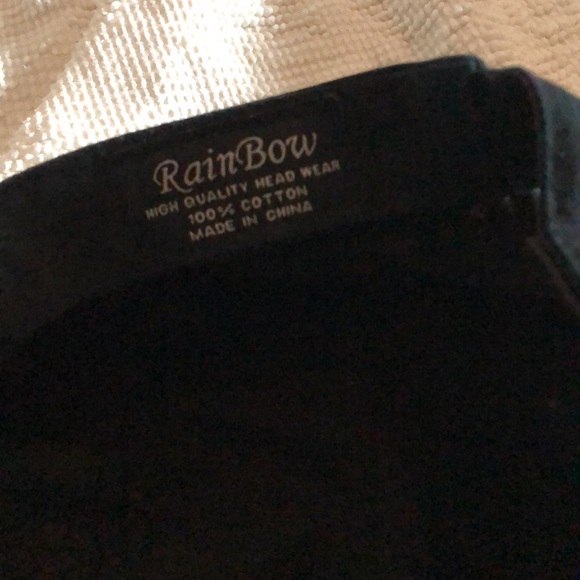 RainBow
HIGH QUALITY HEAD WEAR
100% COTTON
MADE IN CHINA